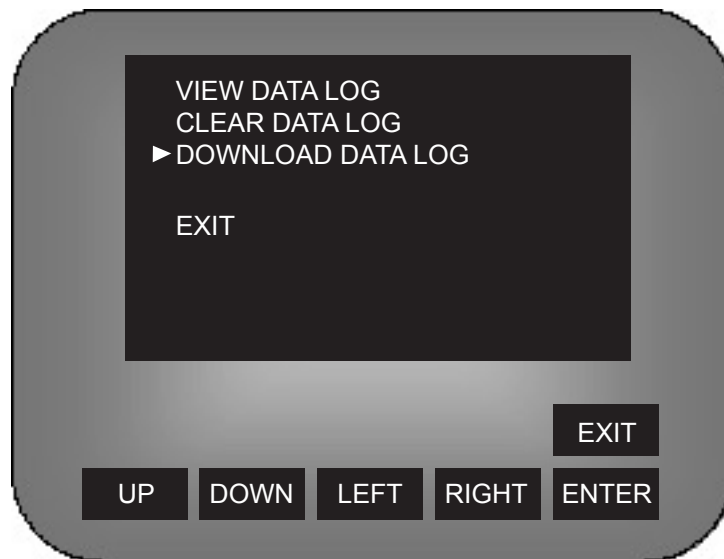 VIEW DATA LOG
CLEAR DATA LOG
►DOWNLOAD DATA LOG
EXIT
EXIT
UP DOWN LEFT RIGHT ENTER